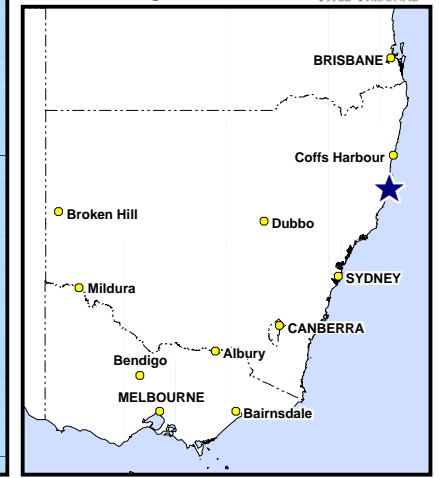 BRISBANE
Coffs Harbour
Broken Hill
Dubbo
SYDNEY
Mildura
CANBERRA
Albury
Bendigo
MELBOURNE
Bairnsdale